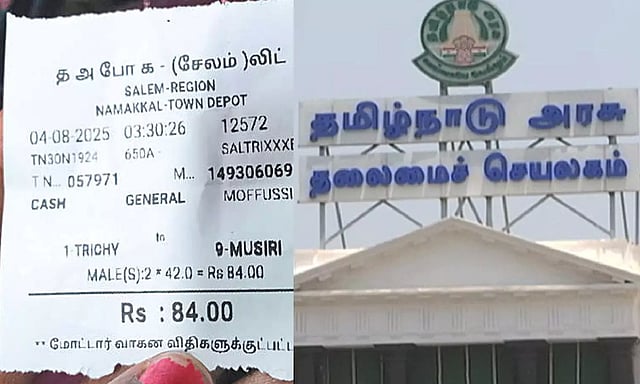 த அ போ க - (சேலம்)லிட்
SALEM-REGION
NAMAKKAL-TOWN DEPOT
04-08-2025 03:30:26 12572
TN30N1924 650A- SALTRIXXXE
T N... 057971 M... 149306069
CASH GENERAL MOFFUSSI
1-TRICHY to 9-MUSIRI
MALE(S):2 * 42.0 = Rs 84.00
Rs : 84.00
** மோட்டார் வாகன விதிகளுக்குட்பட்ட
தமிழ்நாடு அரசு
தலைமைச் செயலகம்